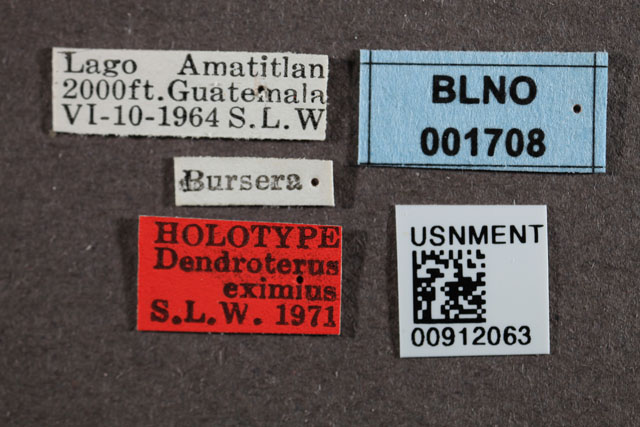 Lago Amatitlan
2000ft. Guatemala
VI-10-1964 S.L.W
BLNO
001708
Bursera
HOLOTYPE
Dendroterus
eximius
S.L.W. 1971
USNMENT
00912063